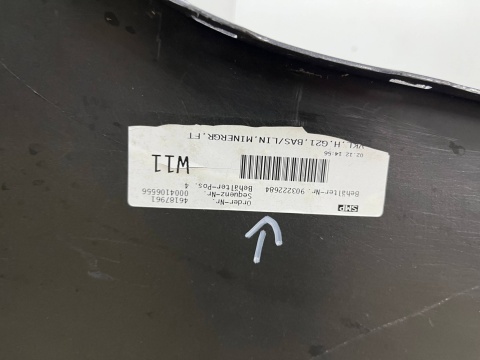 SMP
Order-Nr. 46187961
Sequenz-Nr 0004106556
Behälter-Pos. 4
Behälter-Nr. 903222684
W11
02.12 14:56
VKL.H.G21.BAS/LIN.MINERGR.FT